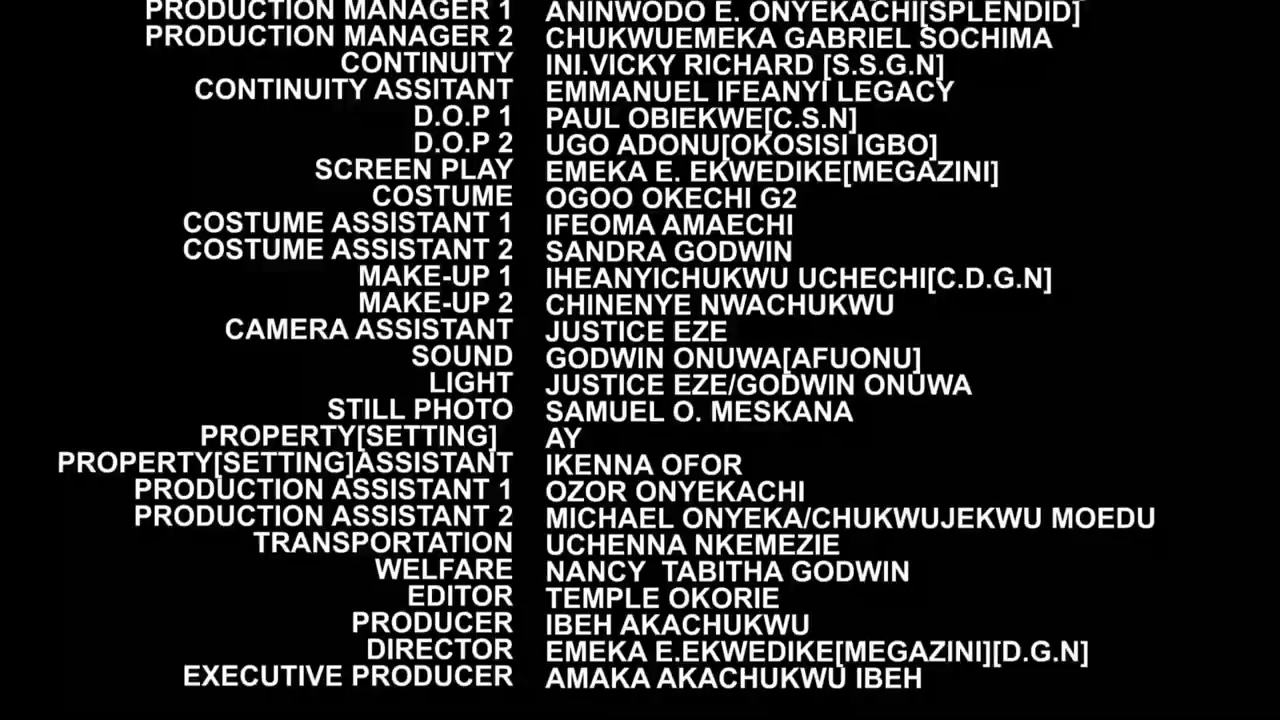 PRODUCTION MANAGER 1 ANINWODO E. ONYEKACHI[SPLENDID]
PRODUCTION MANAGER 2 CHUKWUEMEKA GABRIEL SOCHIMA
CONTINUITY INI.VICKY RICHARD [S.S.G.N]
CONTINUITY ASSITANT EMMANUEL IFEANYI LEGACY
D.O.P 1 PAUL OBIEKWE[C.S.N]
D.O.P 2 UGO ADONU[OKOSISI IGBO]
SCREEN PLAY EMEKA E. EKWEDIKE[MEGAZINI]
COSTUME OGOO OKECHI G2
COSTUME ASSISTANT 1 IFEOMA AMAECHI
COSTUME ASSISTANT 2 SANDRA GODWIN
MAKE-UP 1 IHEANYICHUKWU UCHECHI[C.D.G.N]
MAKE-UP 2 CHINENYE NWACHUKWU
CAMERA ASSISTANT JUSTICE EZE
SOUND GODWIN ONUWA[AFUONU]
LIGHT JUSTICE EZE/GODWIN ONUWA
STILL PHOTO SAMUEL O. MESKANA
PROPERTY[SETTING] AY
PROPERTY[SETTING]ASSISTANT IKENNA OFOR
PRODUCTION ASSISTANT 1 OZOR ONYEKACHI
PRODUCTION ASSISTANT 2 MICHAEL ONYEKA/CHUKWUJEKWU MOEDU
TRANSPORTATION UCHENNA NKEMEZIE
WELFARE NANCY  TABITHA GODWIN
EDITOR TEMPLE OKORIE
PRODUCER IBEH AKACHUKWU
DIRECTOR EMEKA E.EKWEDIKE[MEGAZINI][D.G.N]
EXECUTIVE PRODUCER AMAKA AKACHUKWU IBEH